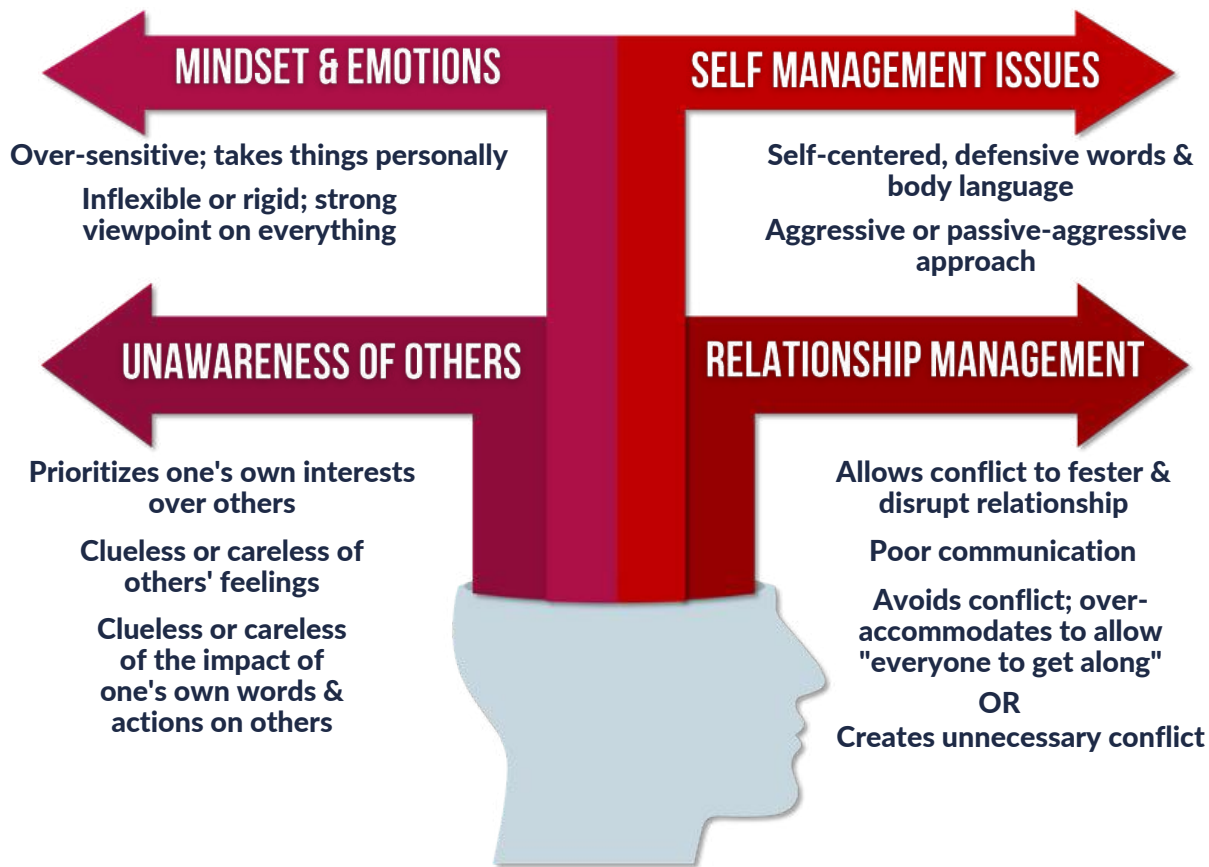 MINDSET & EMOTIONS
Over-sensitive; takes things personally
Inflexible or rigid; strong
viewpoint on everything
SELF MANAGEMENT ISSUES
Self-centered, defensive words &
body language
Aggressive or passive-aggressive
approach
UNAWARENESS OF OTHERS
Prioritizes one's own interests
over others
Clueless or careless of
others' feelings
Clueless or careless
of the impact of
one's own words &
actions on others
RELATIONSHIP MANAGEMENT
Allows conflict to fester &
disrupt relationship
Poor communication
Avoids conflict; over-
accommodates to allow
"everyone to get along"
OR
Creates unnecessary conflict